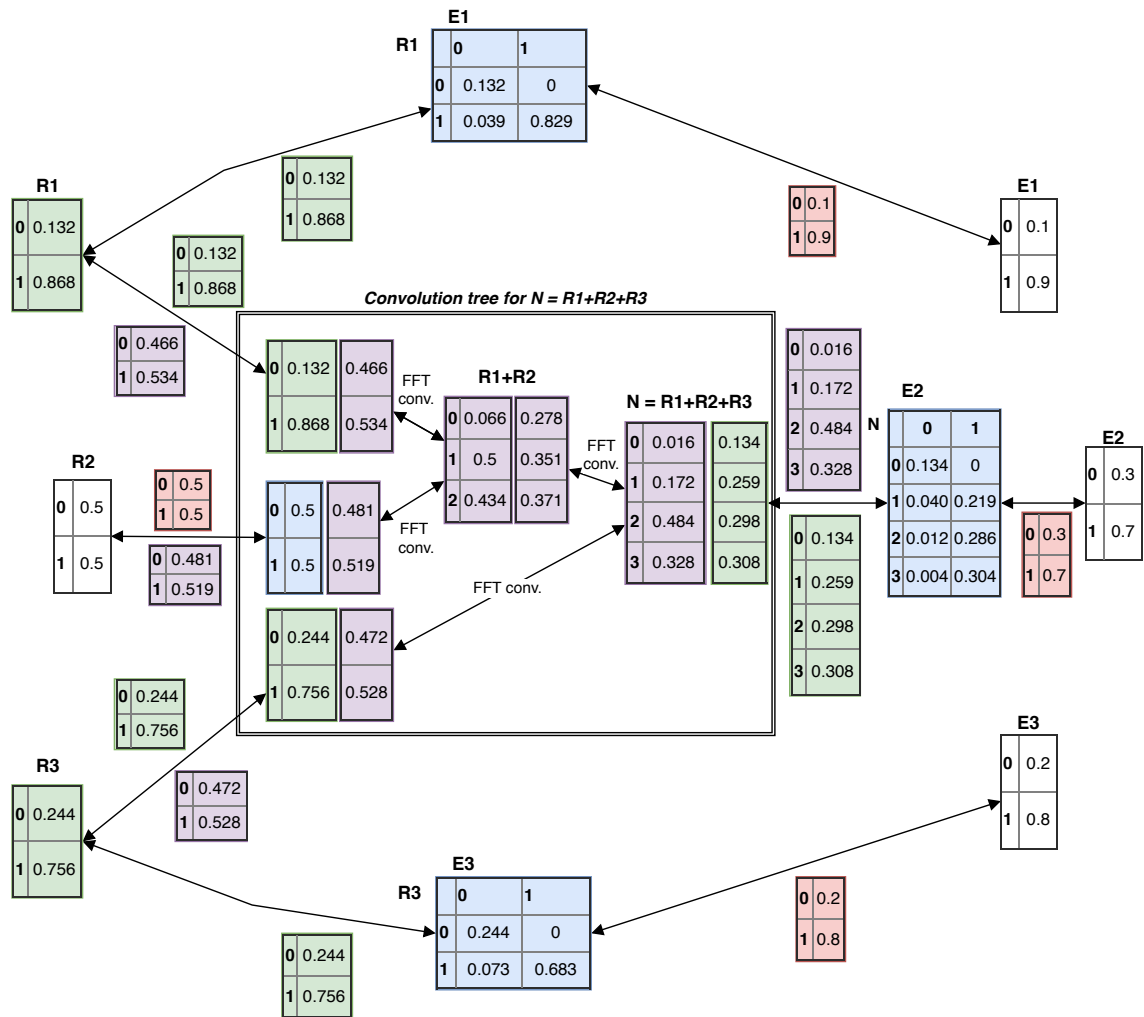 E1
R1
0 1
0 0.132 0
1 0.039 0.829
0 0.132
1 0.868
R1
0 0.132
1 0.868
0 0.1
1 0.9
E1
0 0.1
1 0.9
0 0.132
1 0.868
0 0.466
1 0.534
Convolution tree for N = R1+R2+R3
0 0.132 0.466
1 0.868 0.534
FFT
conv.
R1+R2
0 0.066 0.278
1 0.5 0.351
2 0.434 0.371
FFT
conv.
N = R1+R2+R3
0 0.016 0.134
1 0.172 0.259
2 0.484 0.298
3 0.328 0.308
0 0.016
1 0.172
2 0.484
3 0.328
E2
N
0 1
0 0.134 0
1 0.040 0.219
2 0.012 0.286
3 0.004 0.304
E2
0 0.3
1 0.7
0 0.3
1 0.7
R2
0 0.5
1 0.5
0 0.5
1 0.5
0 0.481
1 0.519
0 0.5 0.481
1 0.5 0.519
FFT
conv.
FFT conv.
0 0.134
1 0.259
2 0.298
3 0.308
0 0.244 0.472
1 0.756 0.528
0 0.244
1 0.756
0 0.472
1 0.528
R3
0 0.244
1 0.756
E3
0 0.2
1 0.8
E3
R3
0 1
0 0.244 0
1 0.073 0.683
0 0.2
1 0.8
0 0.244
1 0.756